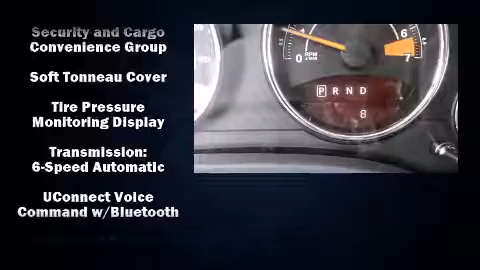 Security and Cargo
Convenience Group
Soft Tonneau Cover
Tire Pressure
Monitoring Display
Transmission:
6-Speed Automatic
UConnect Voice
Command w/Bluetooth
6
7
0
RPM
P R N D
8